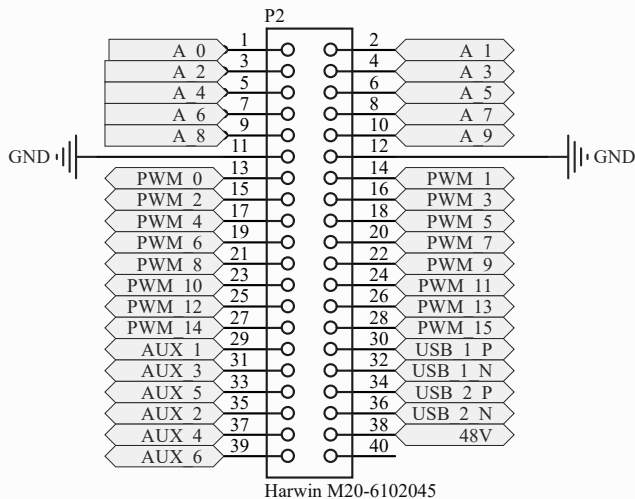 P2
A_0 1 2 A_1
A_2 3 4 A_3
A_4 5 6 A_5
A_6 7 8 A_7
A_8 9 10 A_9
GND 11 12 GND
PWM_0 13 14 PWM_1
PWM_2 15 16 PWM_3
PWM_4 17 18 PWM_5
PWM_6 19 20 PWM_7
PWM_8 21 22 PWM_9
PWM_10 23 24 PWM_11
PWM_12 25 26 PWM_13
PWM_14 27 28 PWM_15
AUX_1 29 30 USB_1_P
AUX_3 31 32 USB_1_N
AUX_5 33 34 USB_2_P
AUX_2 35 36 USB_2_N
AUX_4 37 38 48V
AUX_6 39 40
Harwin M20-6102045